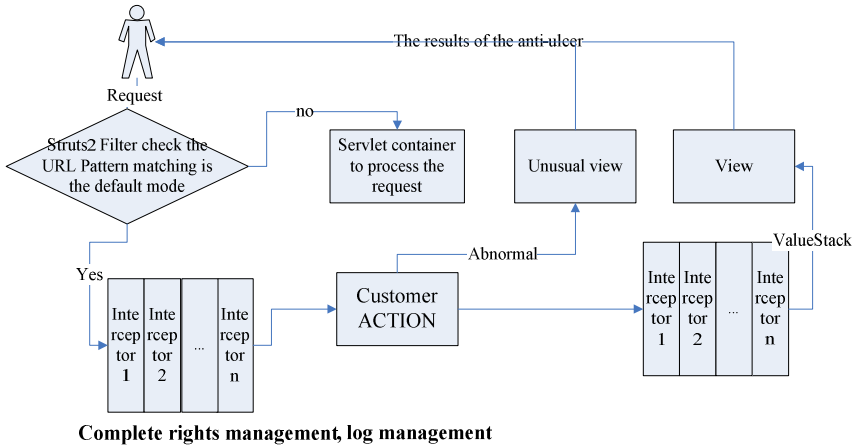 The results of the anti-ulcer
Request
no
Struts2 Filter check the
URL Pattern matching is
the default mode
Servlet container
to process the
request
Unusual view
View
Yes
Abnormal
ValueStack
Inte
rcep
tor
1
Inte
rcep
tor
2
...
Inte
rcep
tor
n
Customer
ACTION
Inte
rcep
tor
1
Inte
rcep
tor
2
...
Inte
rcep
tor
n
Complete rights management, log management